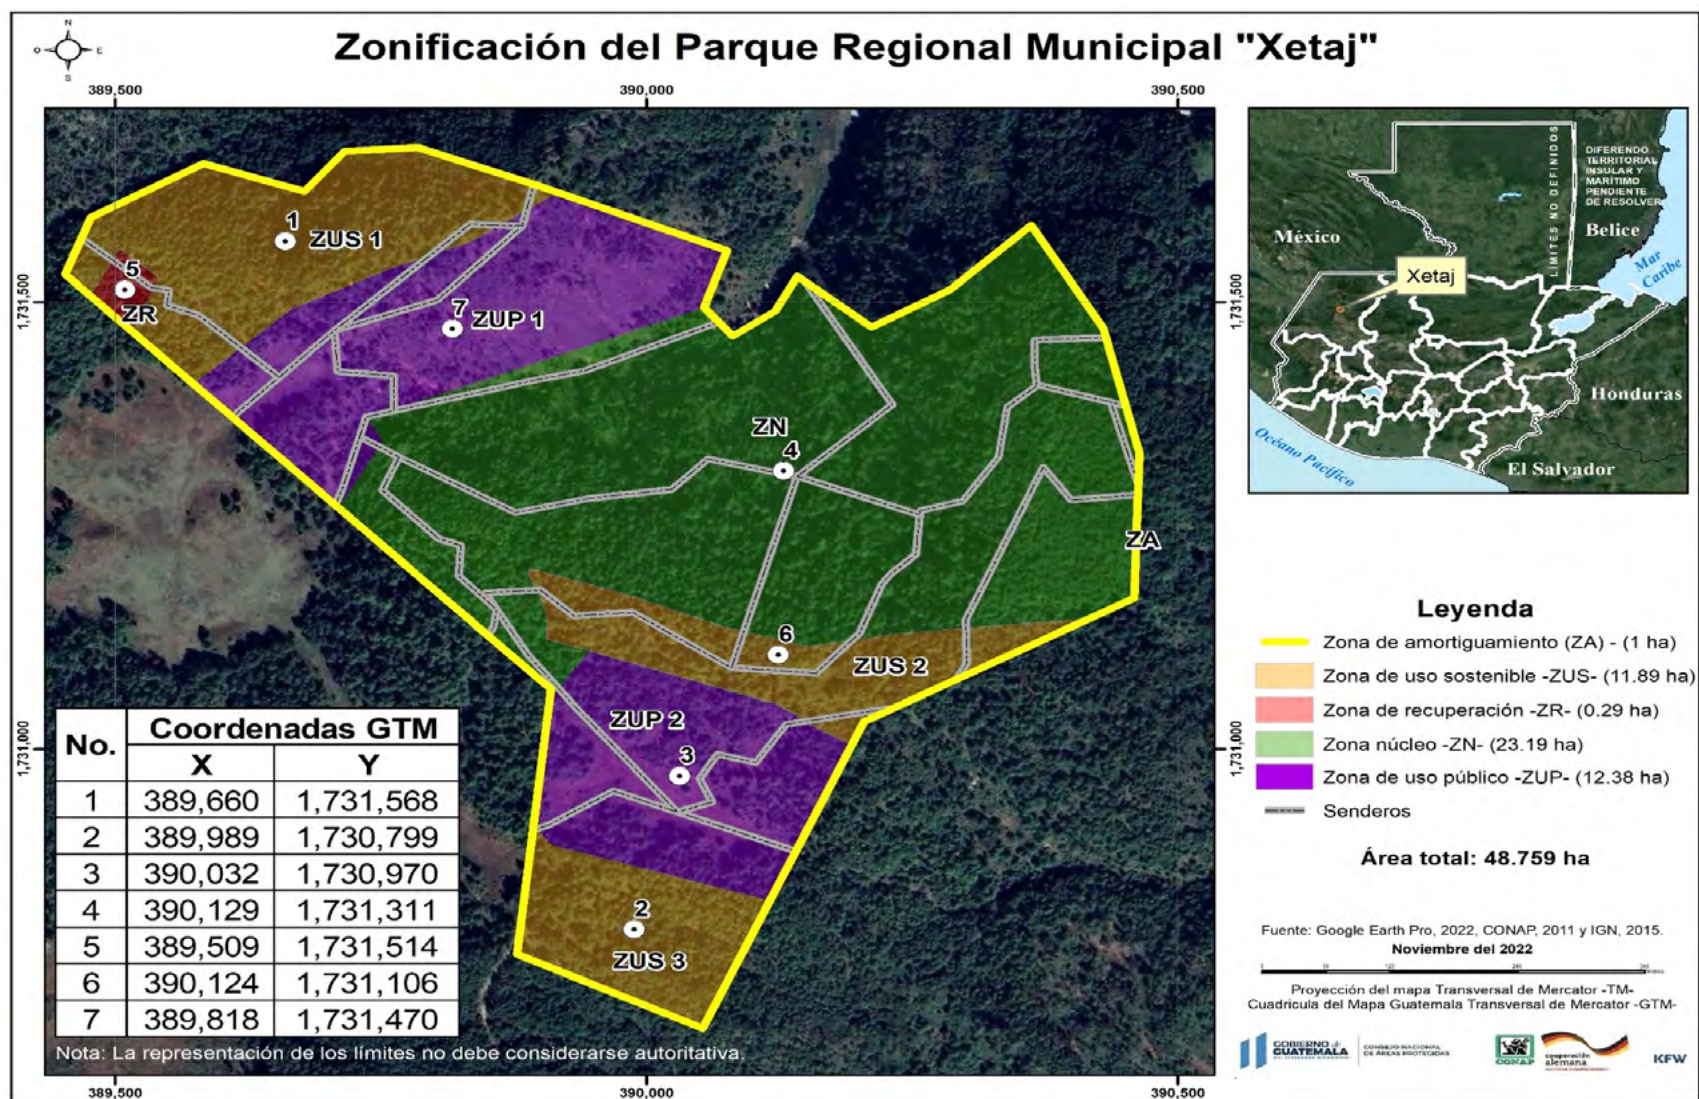 Zonificación del Parque Regional Municipal "Xetaj"
N
O
E
S
389,500
390,000
390,500
1,731,500
1,731,500
1,731,000
1,731,000
1
ZUS 1
5
ZR
7
ZUP 1
ZN
4
ZA
6
ZUS 2
ZUP 2
3
2
ZUS 3
No.
Coordenadas GTM
X Y
1 389,660 1,731,568
2 389,989 1,730,799
3 390,032 1,730,970
4 390,129 1,731,311
5 389,509 1,731,514
6 390,124 1,731,106
7 389,818 1,731,470
Nota: La representación de los límites no debe considerarse autoritativa.
389,500
390,000
390,500
LÍMITES NO DEFINIDOS
DIFERENDO
TERRITORIAL
INSULAR Y
MARÍTIMO
PENDIENTE
DE RESOLVER
México
Belice
Mar
Caribe
Xetaj
Honduras
Océano Pacífico
El Salvador
Leyenda
Zona de amortiguamiento (ZA) - (1 ha)
Zona de uso sostenible -ZUS- (11.89 ha)
Zona de recuperación -ZR- (0.29 ha)
Zona núcleo -ZN- (23.19 ha)
Zona de uso público -ZUP- (12.38 ha)
Senderos
Área total: 48.759 ha
Fuente: Google Earth Pro, 2022, CONAP, 2011 y IGN, 2015.
Noviembre del 2022
Proyección del mapa Transversal de Mercator -TM-
Cuadricula del Mapa Guatemala Transversal de Mercator -GTM-
GOBIERNO de
GUATEMALA
CONSEJO NACIONAL
DE ÁREAS PROTEGIDAS
CONAP
cooperación
alemana
KFW